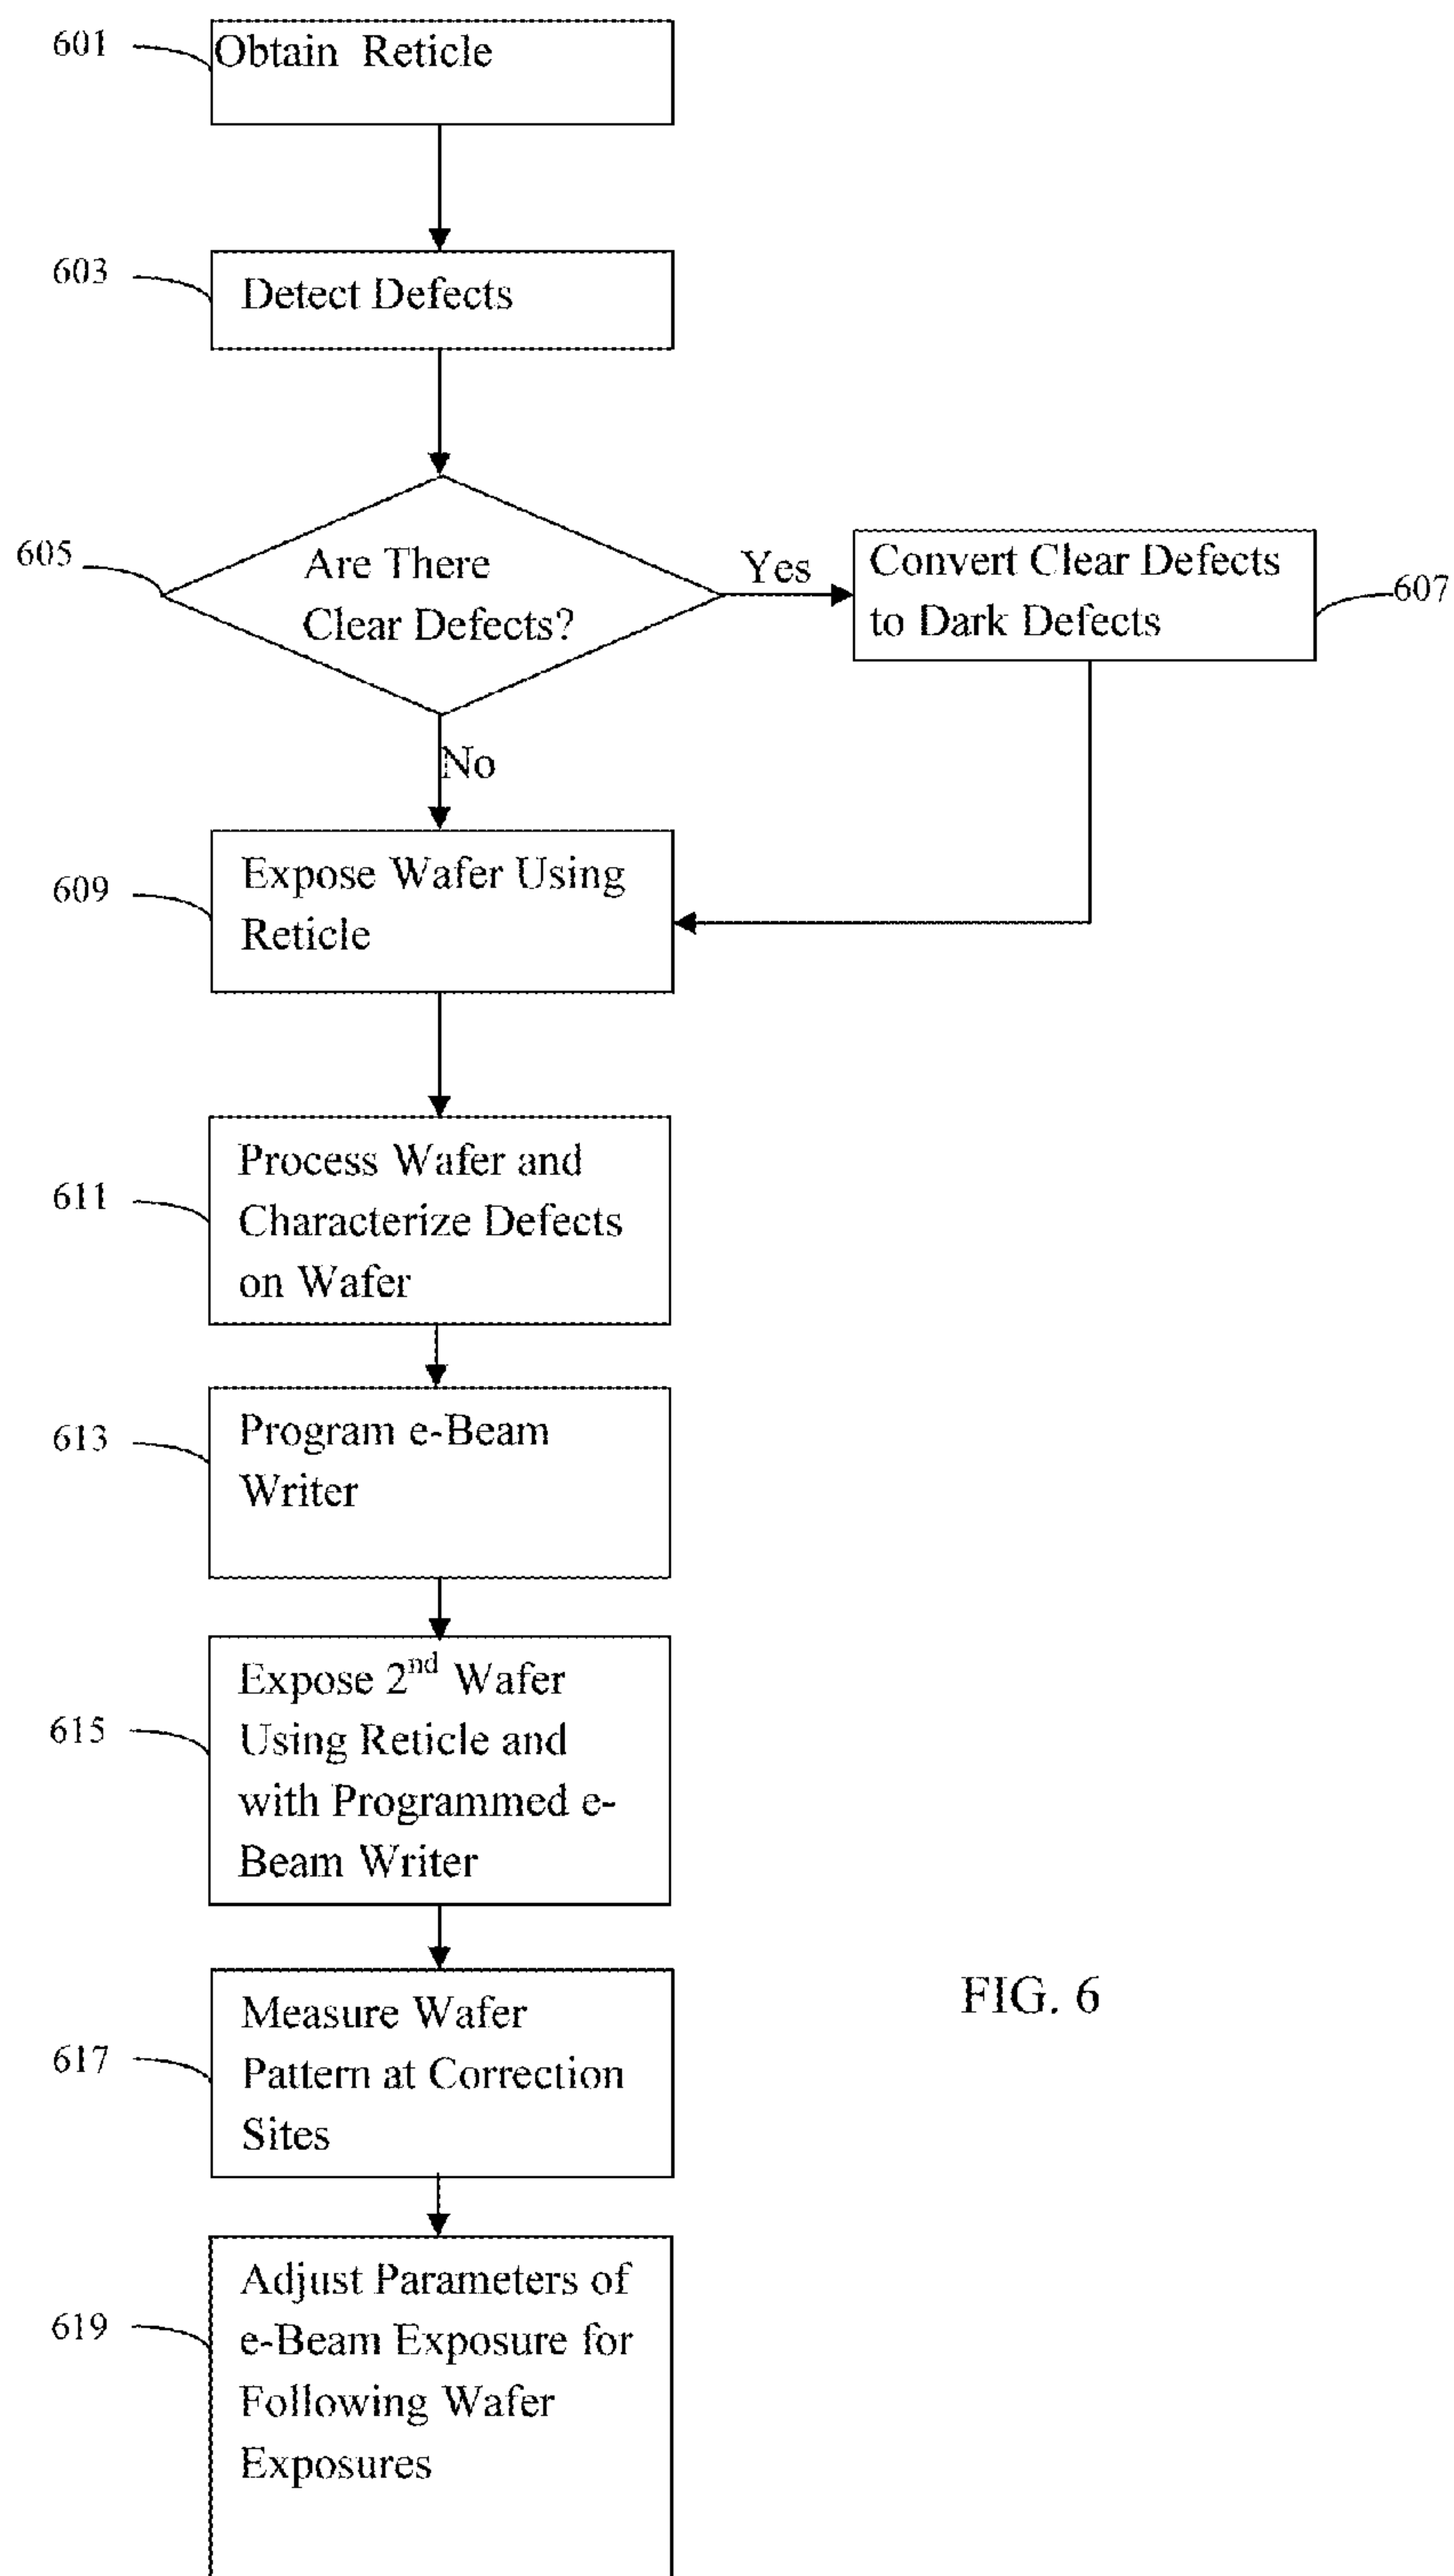 601
Obtain Reticle
603
Detect Defects
605
Are There
Clear Defects?
Yes
Convert Clear Defects
to Dark Defects
607
No
609
Expose Wafer Using
Reticle
611
Process Wafer and
Characterize Defects
on Wafer
613
Program e-Beam
Writer
615
Expose 2nd Wafer
Using Reticle and
with Programmed e-
Beam Writer
617
Measure Wafer
Pattern at Correction
Sites
FIG. 6
619
Adjust Parameters of
e-Beam Exposure for
Following Wafer
Exposures